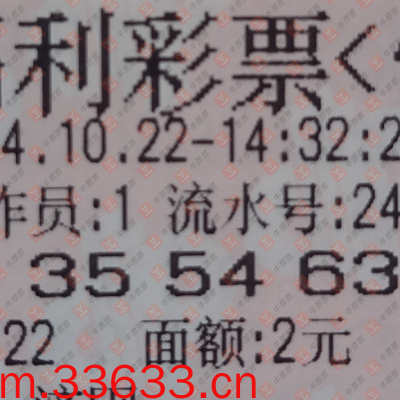 利彩票<
4.10.22-14:32:2
作员:1 流水号:24
35 54 63
22 面额:2元
m.33633.cn